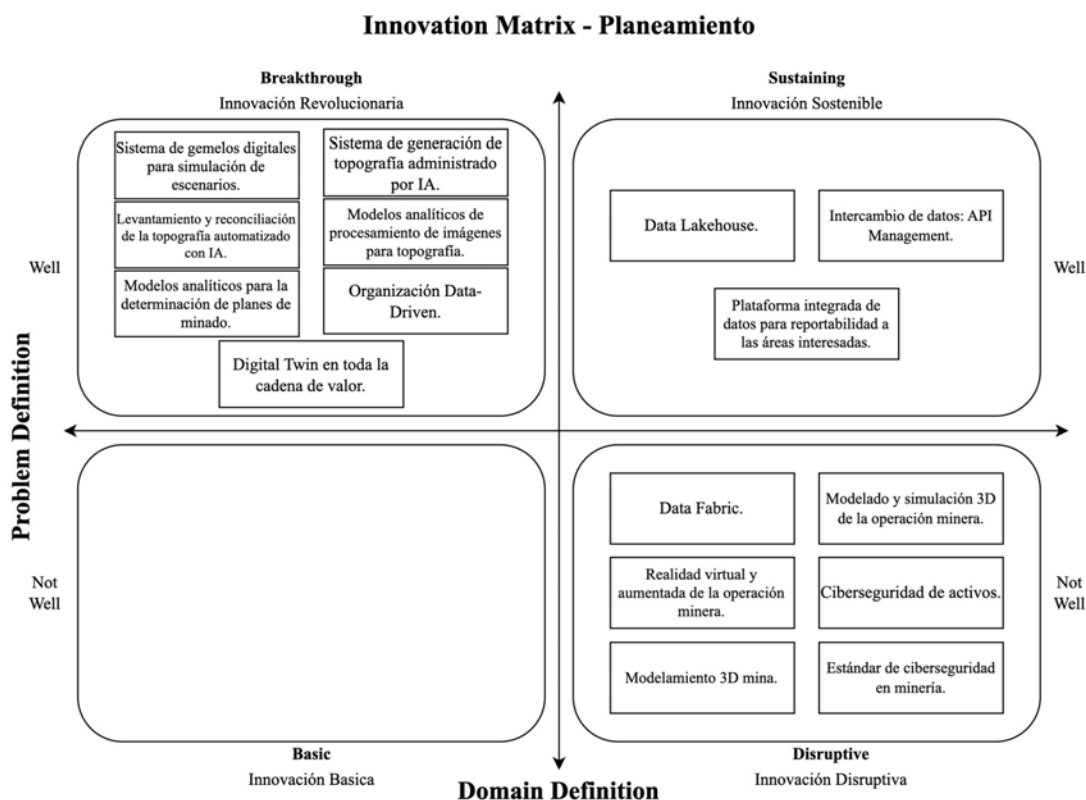 Innovation Matrix - Planeamiento
Breakthrough
Innovación Revolucionaria
Sustaining
Innovación Sostenible
Sistema de gemelos digitales
para simulación de
escenarios.
Sistema de generación de
topografía administrado
por IA.
Levantamiento y reconciliación
de la topografía automatizado
con IA.
Modelos analíticos de
procesamiento de imágenes
para topografía.
Modelos analíticos para la
determinación de planes de
minado.
Organización Data-
Driven.
Digital Twin en toda la
cadena de valor.
Data Lakehouse.
Intercambio de datos: API
Management.
Plataforma integrada de
datos para reportabilidad a
las áreas interesadas.
Well
Well
Problem Definition
Data Fabric.
Modelado y simulación 3D
de la operación minera.
Realidad virtual y
aumentada de la operación
minera.
Ciberseguridad de activos.
Modelamiento 3D mina.
Estándar de ciberseguridad
en minería.
Not
Well
Not
Well
Basic
Innovación Basica
Disruptive
Innovación Disruptiva
Domain Definition